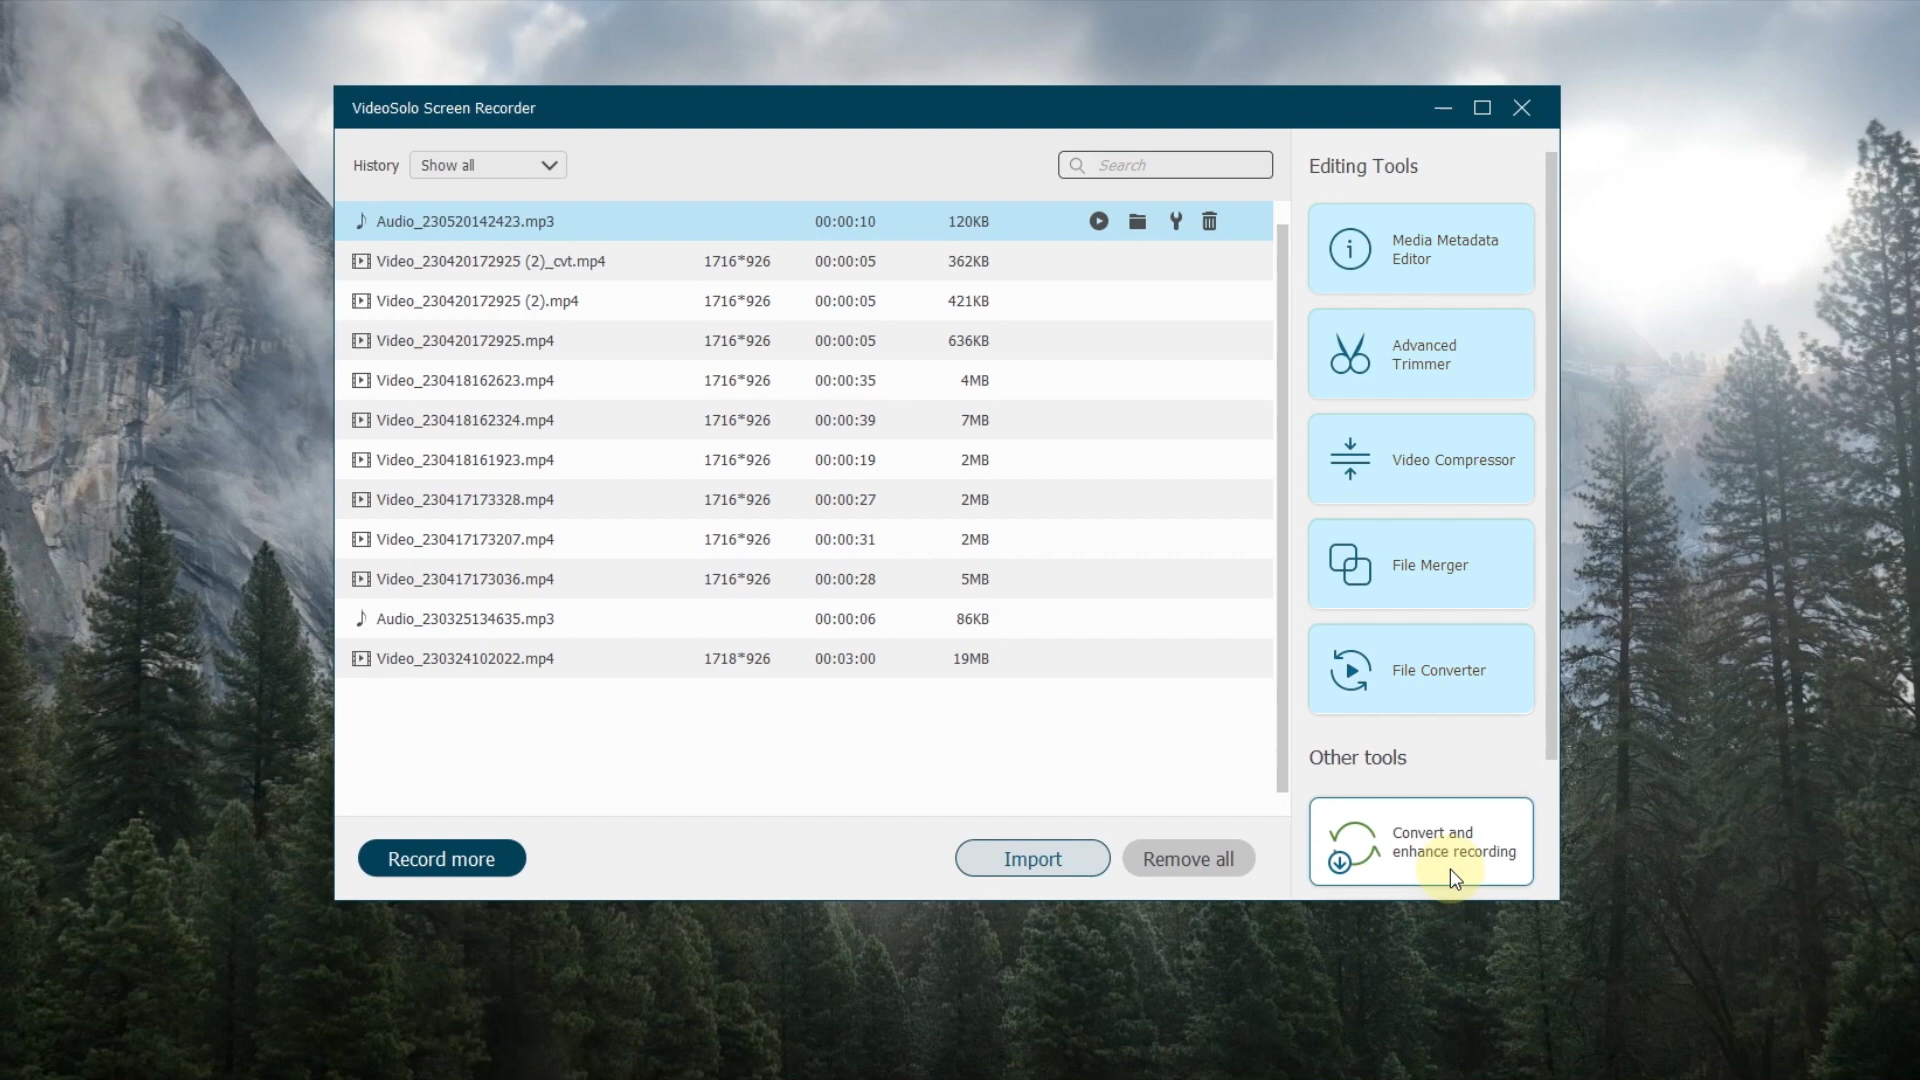 VideoSolo Screen Recorder
History Show all Search
Audio_230520142423.mp3 00:00:10 120KB
Video_230420172925 (2)_cvt.mp4 1716*926 00:00:05 362KB
Video_230420172925 (2).mp4 1716*926 00:00:05 421KB
Video_230420172925.mp4 1716*926 00:00:05 636KB
Video_230418162623.mp4 1716*926 00:00:35 4MB
Video_230418162324.mp4 1716*926 00:00:39 7MB
Video_230418161923.mp4 1716*926 00:00:19 2MB
Video_230417173328.mp4 1716*926 00:00:27 2MB
Video_230417173207.mp4 1716*926 00:00:31 2MB
Video_230417173036.mp4 1716*926 00:00:28 5MB
Audio_230325134635.mp3 00:00:06 86KB
Video_230324102022.mp4 1718*926 00:03:00 19MB
Record more Import Remove all
Editing Tools
Media Metadata
Editor
Advanced
Trimmer
Video Compressor
File Merger
File Converter
Other tools
Convert and
enhance recording